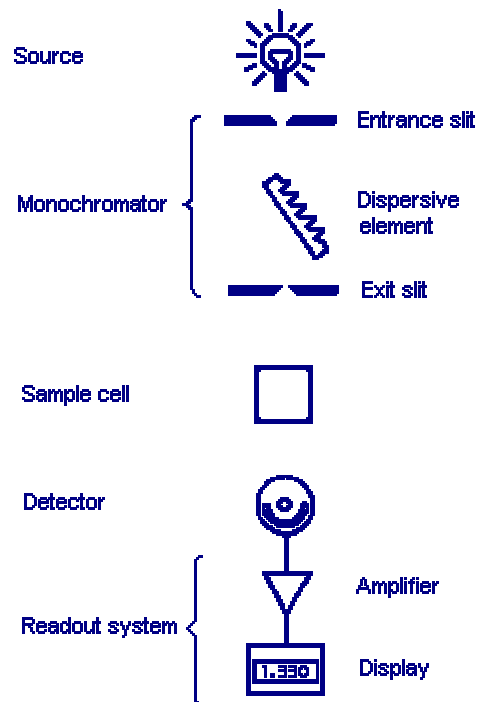 Source
Entrance slit
Monochromator
Dispersive
element
Exit slit
Sample cell
Detector
Amplifier
Readout system
1.330
Display